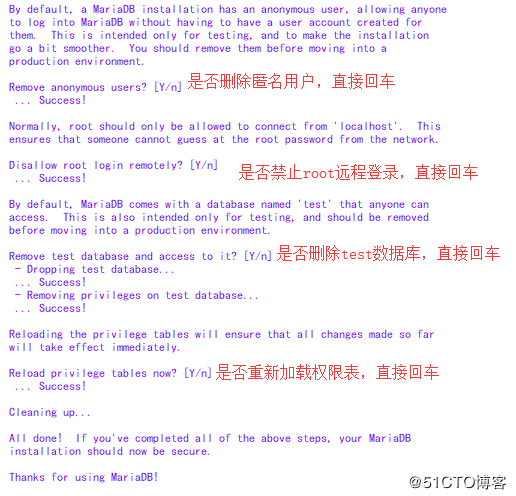 By default, a MariaDB installation has an anonymous user, allowing anyone
to log into MariaDB without having to have a user account created for
them.  This is intended only for testing, and to make the installation
go a bit smoother.  You should remove them before moving into a
production environment.
Remove anonymous users? [Y/n] 是否删除匿名用户，直接回车
 ... Success!
Normally, root should only be allowed to connect from 'localhost'.  This
ensures that someone cannot guess at the root password from the network.
Disallow root login remotely? [Y/n] 是否禁止root远程登录，直接回车
 ... Success!
By default, MariaDB comes with a database named 'test' that anyone can
access.  This is also intended only for testing, and should be removed
before moving into a production environment.
Remove test database and access to it? [Y/n] 是否删除test数据库，直接回车
 - Dropping test database...
 ... Success!
 - Removing privileges on test database...
 ... Success!
Reloading the privilege tables will ensure that all changes made so far
will take effect immediately.
Reload privilege tables now? [Y/n] 是否重新加载权限表，直接回车
 ... Success!
Cleaning up...
All done!  If you've completed all of the above steps, your MariaDB
installation should now be secure.
Thanks for using MariaDB!
@51CTO博客